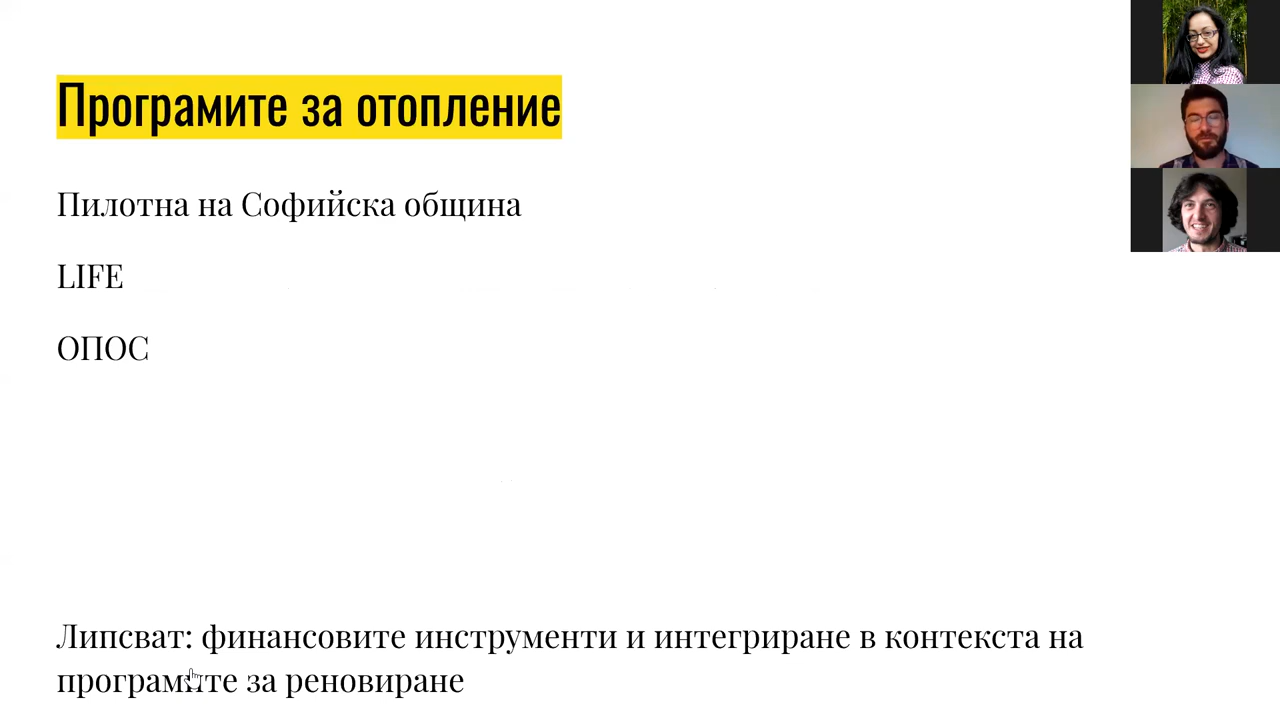 Програмите за отопление
Пилотна на Софийска община
LIFE
ОПОС
Липсват: финансовите инструменти и интегриране в контекста на
програмите за реновиране